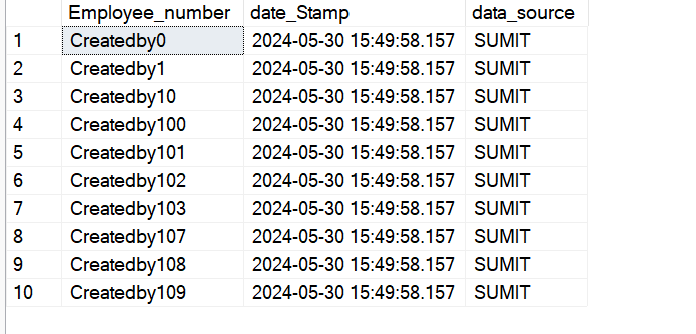 Employee_number date_Stamp data_source
1 Createdby0 2024-05-30 15:49:58.157 SUMIT
2 Createdby1 2024-05-30 15:49:58.157 SUMIT
3 Createdby10 2024-05-30 15:49:58.157 SUMIT
4 Createdby100 2024-05-30 15:49:58.157 SUMIT
5 Createdby101 2024-05-30 15:49:58.157 SUMIT
6 Createdby102 2024-05-30 15:49:58.157 SUMIT
7 Createdby103 2024-05-30 15:49:58.157 SUMIT
8 Createdby107 2024-05-30 15:49:58.157 SUMIT
9 Createdby108 2024-05-30 15:49:58.157 SUMIT
10 Createdby109 2024-05-30 15:49:58.157 SUMIT